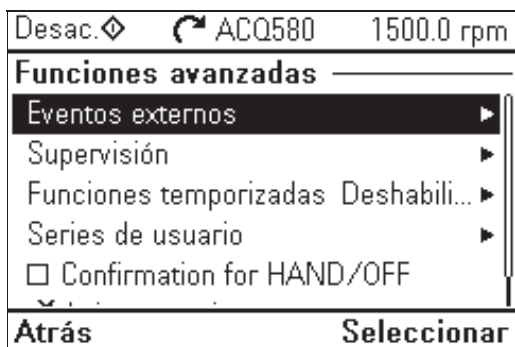 Desac. ACQ580 1500.0 rpm
Funciones avanzadas
Eventos externos
Supervisión
Funciones temporizadas Deshabili...
Series de usuario
Confirmation for HAND/OFF
Atrás Seleccionar